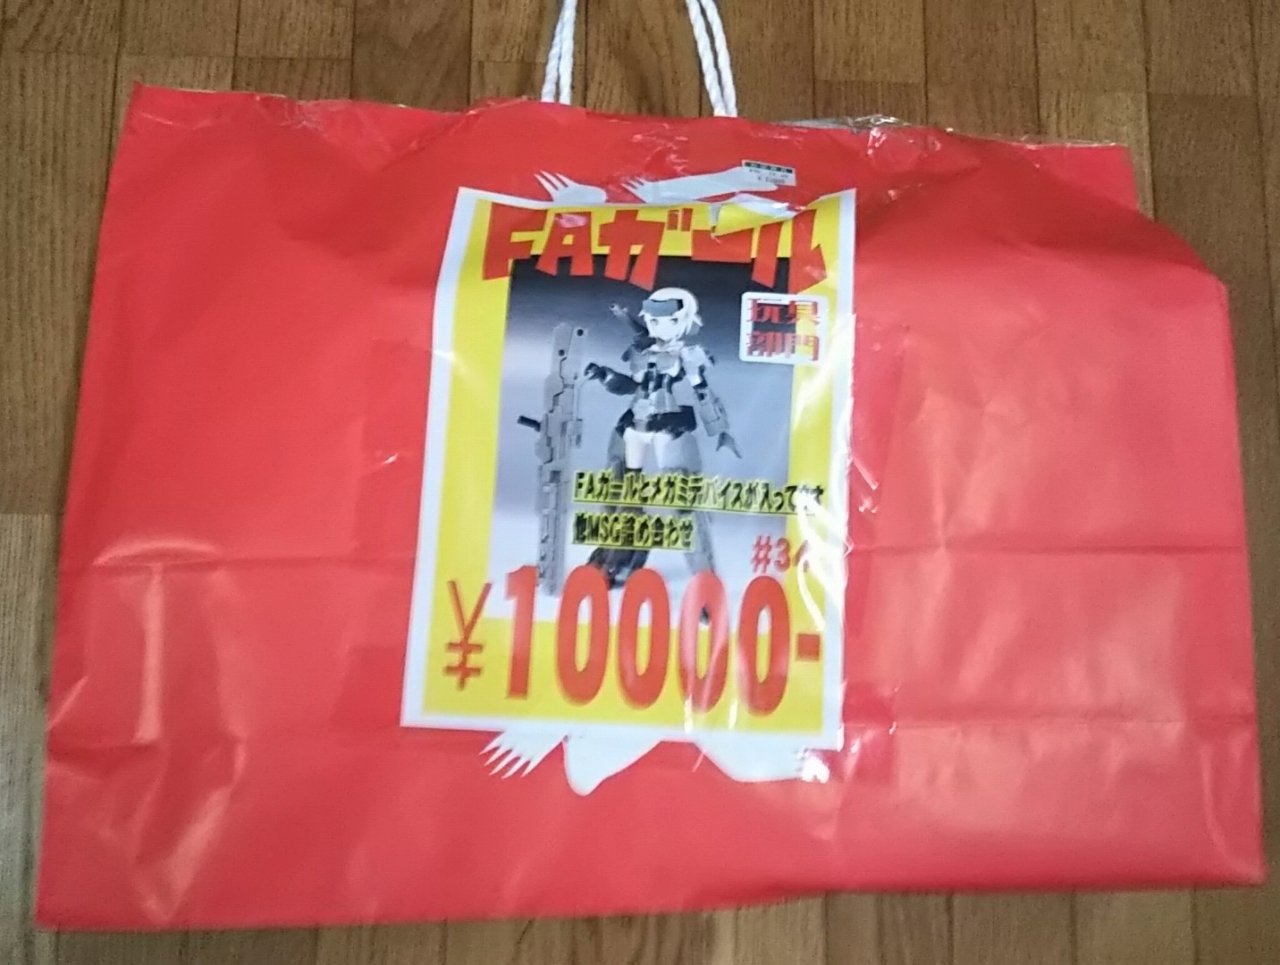 FAガール
玩具
部門
FAガールとメガミデバイスが入ってます
他MSG詰め合わせ
#34
¥10000-